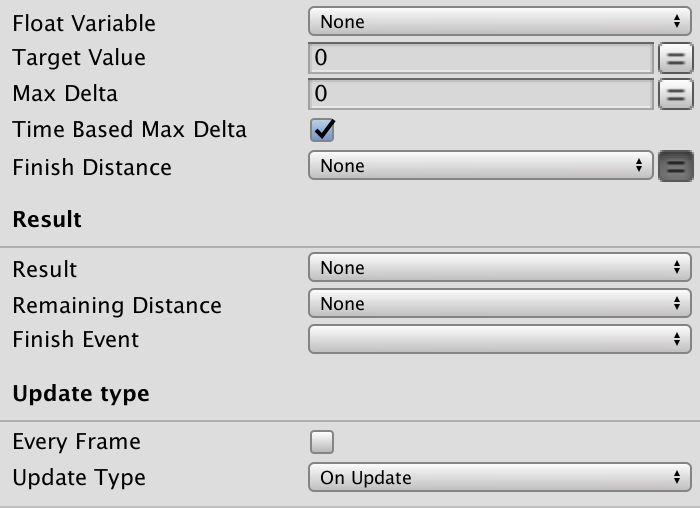 Float Variable None
Target Value 0
Max Delta 0
Time Based Max Delta
Finish Distance None
Result
Result None
Remaining Distance None
Finish Event
Update type
Every Frame
Update Type On Update